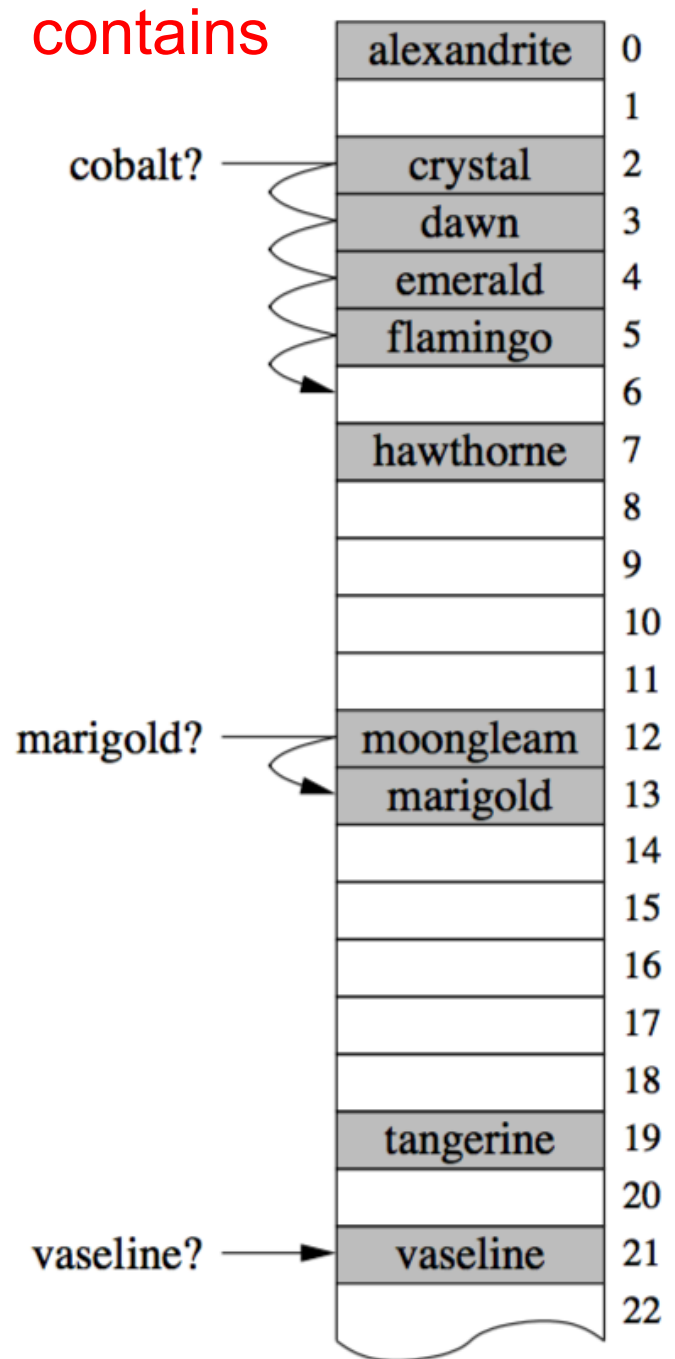 contains
alexandrite 0
1
cobalt? crystal 2
dawn 3
emerald 4
flamingo 5
6
hawthorne 7
8
9
10
11
marigold? moongleam 12
marigold 13
14
15
16
17
18
tangerine 19
20
vaseline? vaseline 21
22